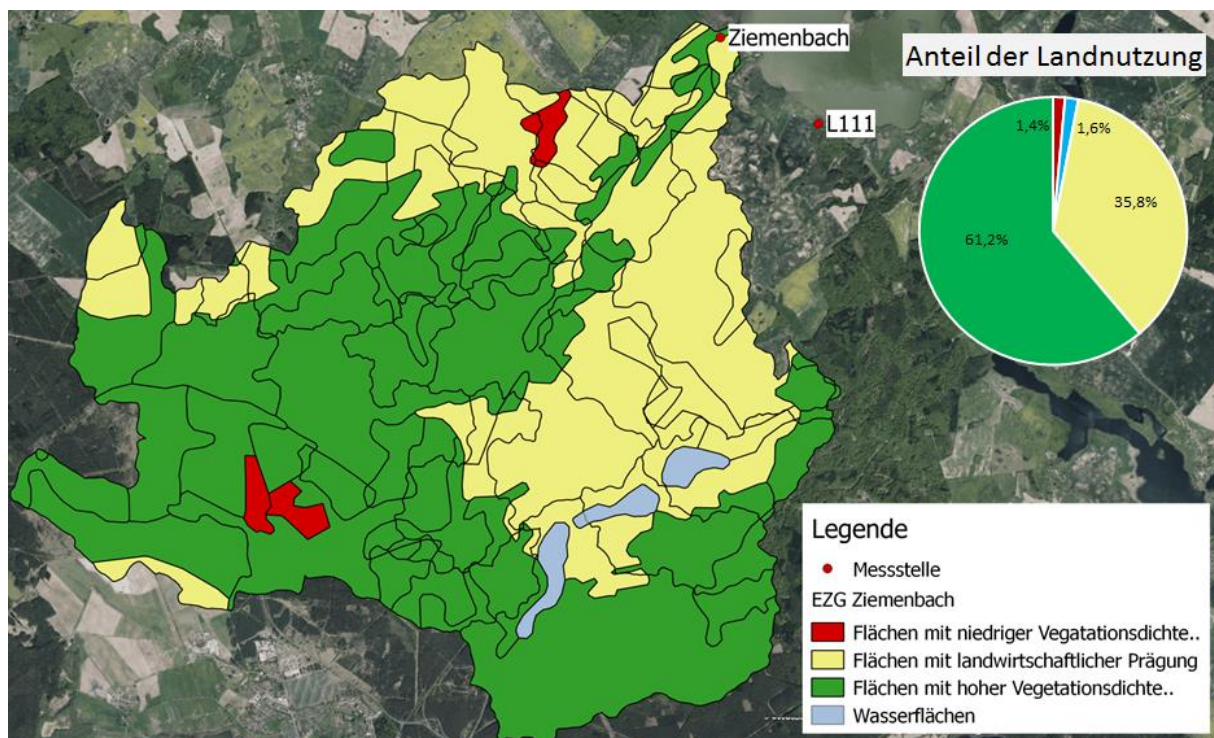 Ziemenbach
L111
Anteil der Landnutzung
1,4%
1,6%
35,8%
61,2%
Legende
Messstelle
EZG Ziemenbach
Flächen mit niedriger Vegatationsdichte..
Flächen mit landwirtschaftlicher Prägung
Flächen mit hoher Vegetationsdichte..
Wasserflächen